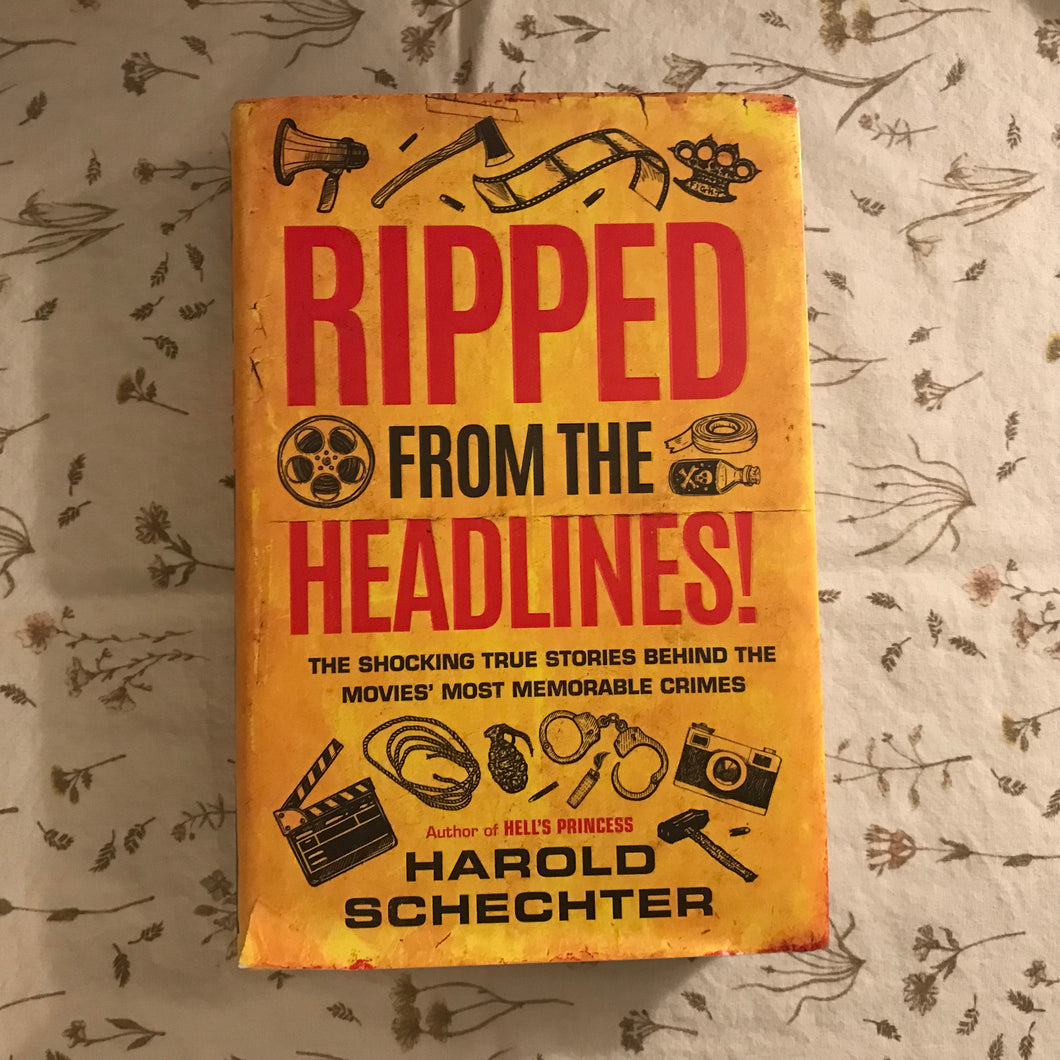 FIGHT
RIPPED
FROM THE
HEADLINES!
THE SHOCKING TRUE STORIES BEHIND THE
MOVIES' MOST MEMORABLE CRIMES
Author of HELL'S PRINCESS
HAROLD
SCHECHTER